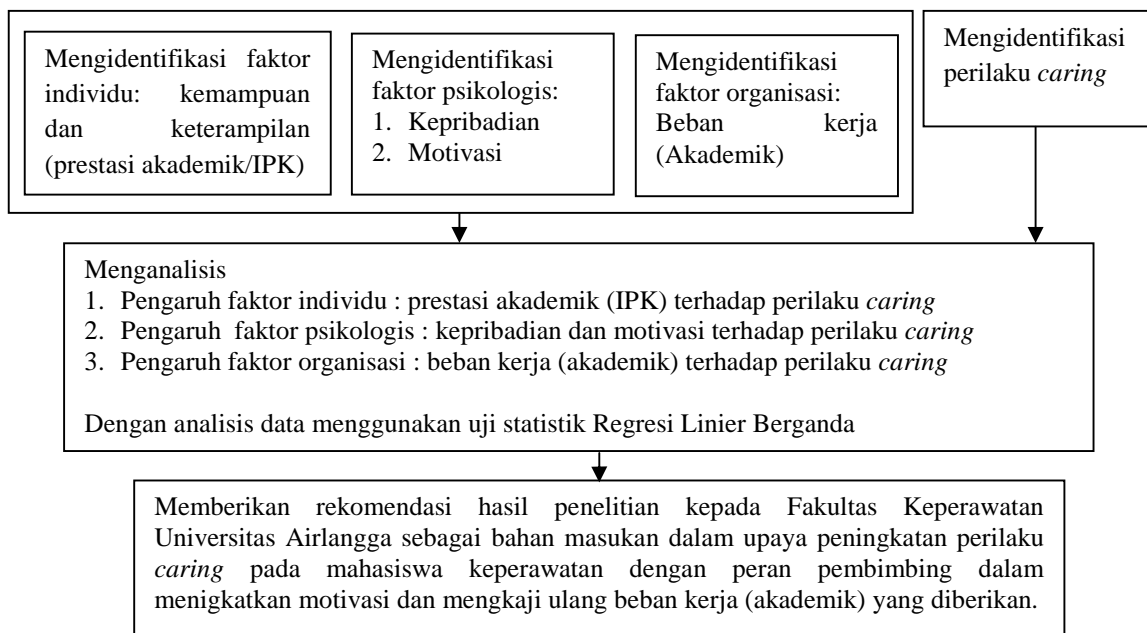 Mengidentifikasi faktor
individu: kemampuan
dan keterampilan
(prestasi akademik/IPK)
Mengidentifikasi
faktor psikologis:
1. Kepribadian
2. Motivasi
Mengidentifikasi
faktor organisasi:
Beban kerja
(Akademik)
Mengidentifikasi
perilaku caring
Menganalisis
1. Pengaruh faktor individu : prestasi akademik (IPK) terhadap perilaku caring
2. Pengaruh faktor psikologis : kepribadian dan motivasi terhadap perilaku caring
3. Pengaruh faktor organisasi : beban kerja (akademik) terhadap perilaku caring
Dengan analisis data menggunakan uji statistik Regresi Linier Berganda
Memberikan rekomendasi hasil penelitian kepada Fakultas Keperawatan
Universitas Airlangga sebagai bahan masukan dalam upaya peningkatan perilaku
caring pada mahasiswa keperawatan dengan peran pembimbing dalam
menigkatkan motivasi dan mengkaji ulang beban kerja (akademik) yang diberikan.